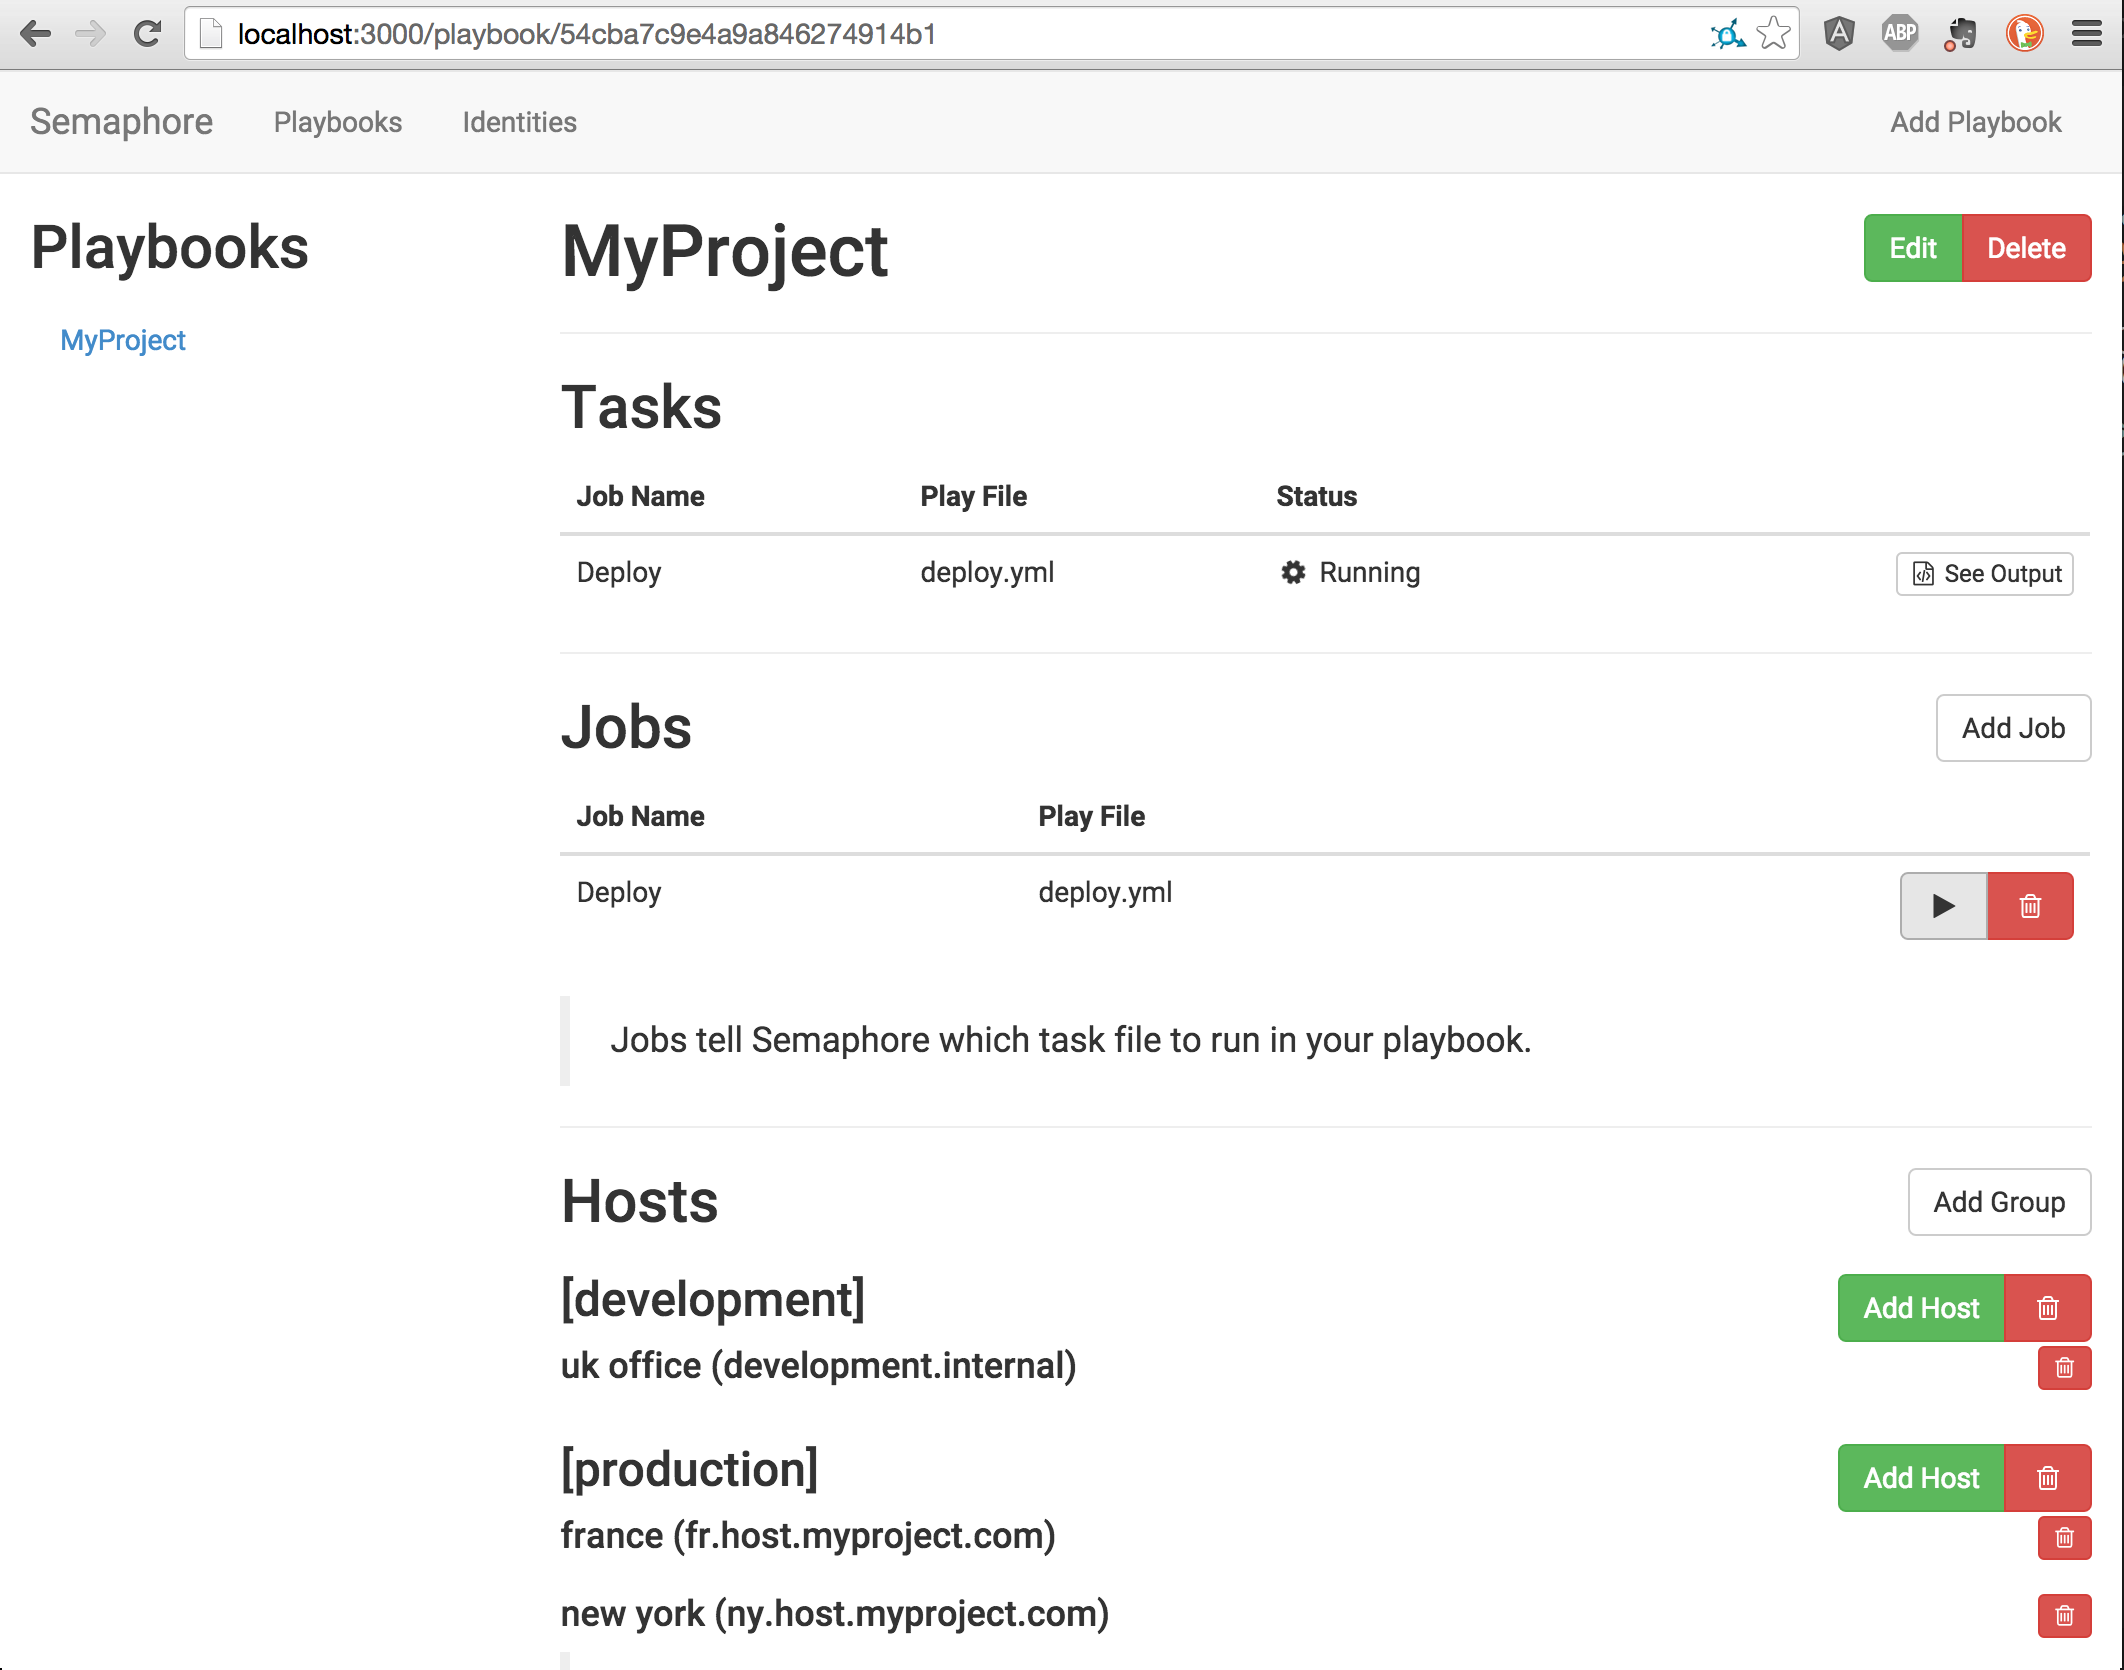 localhost:3000/playbook/54cba7c9e4a9a846274914b1
ABP
Semaphore Playbooks Identities Add Playbook
Playbooks
MyProject
MyProject
Edit Delete
Tasks
Job Name Play File Status
Deploy deploy.yml Running See Output
Jobs
Add Job
Job Name Play File
Deploy deploy.yml
Jobs tell Semaphore which task file to run in your playbook.
Hosts
Add Group
[development]
Add Host
uk office (development.internal)
[production]
Add Host
france (fr.host.myproject.com)
new york (ny.host.myproject.com)